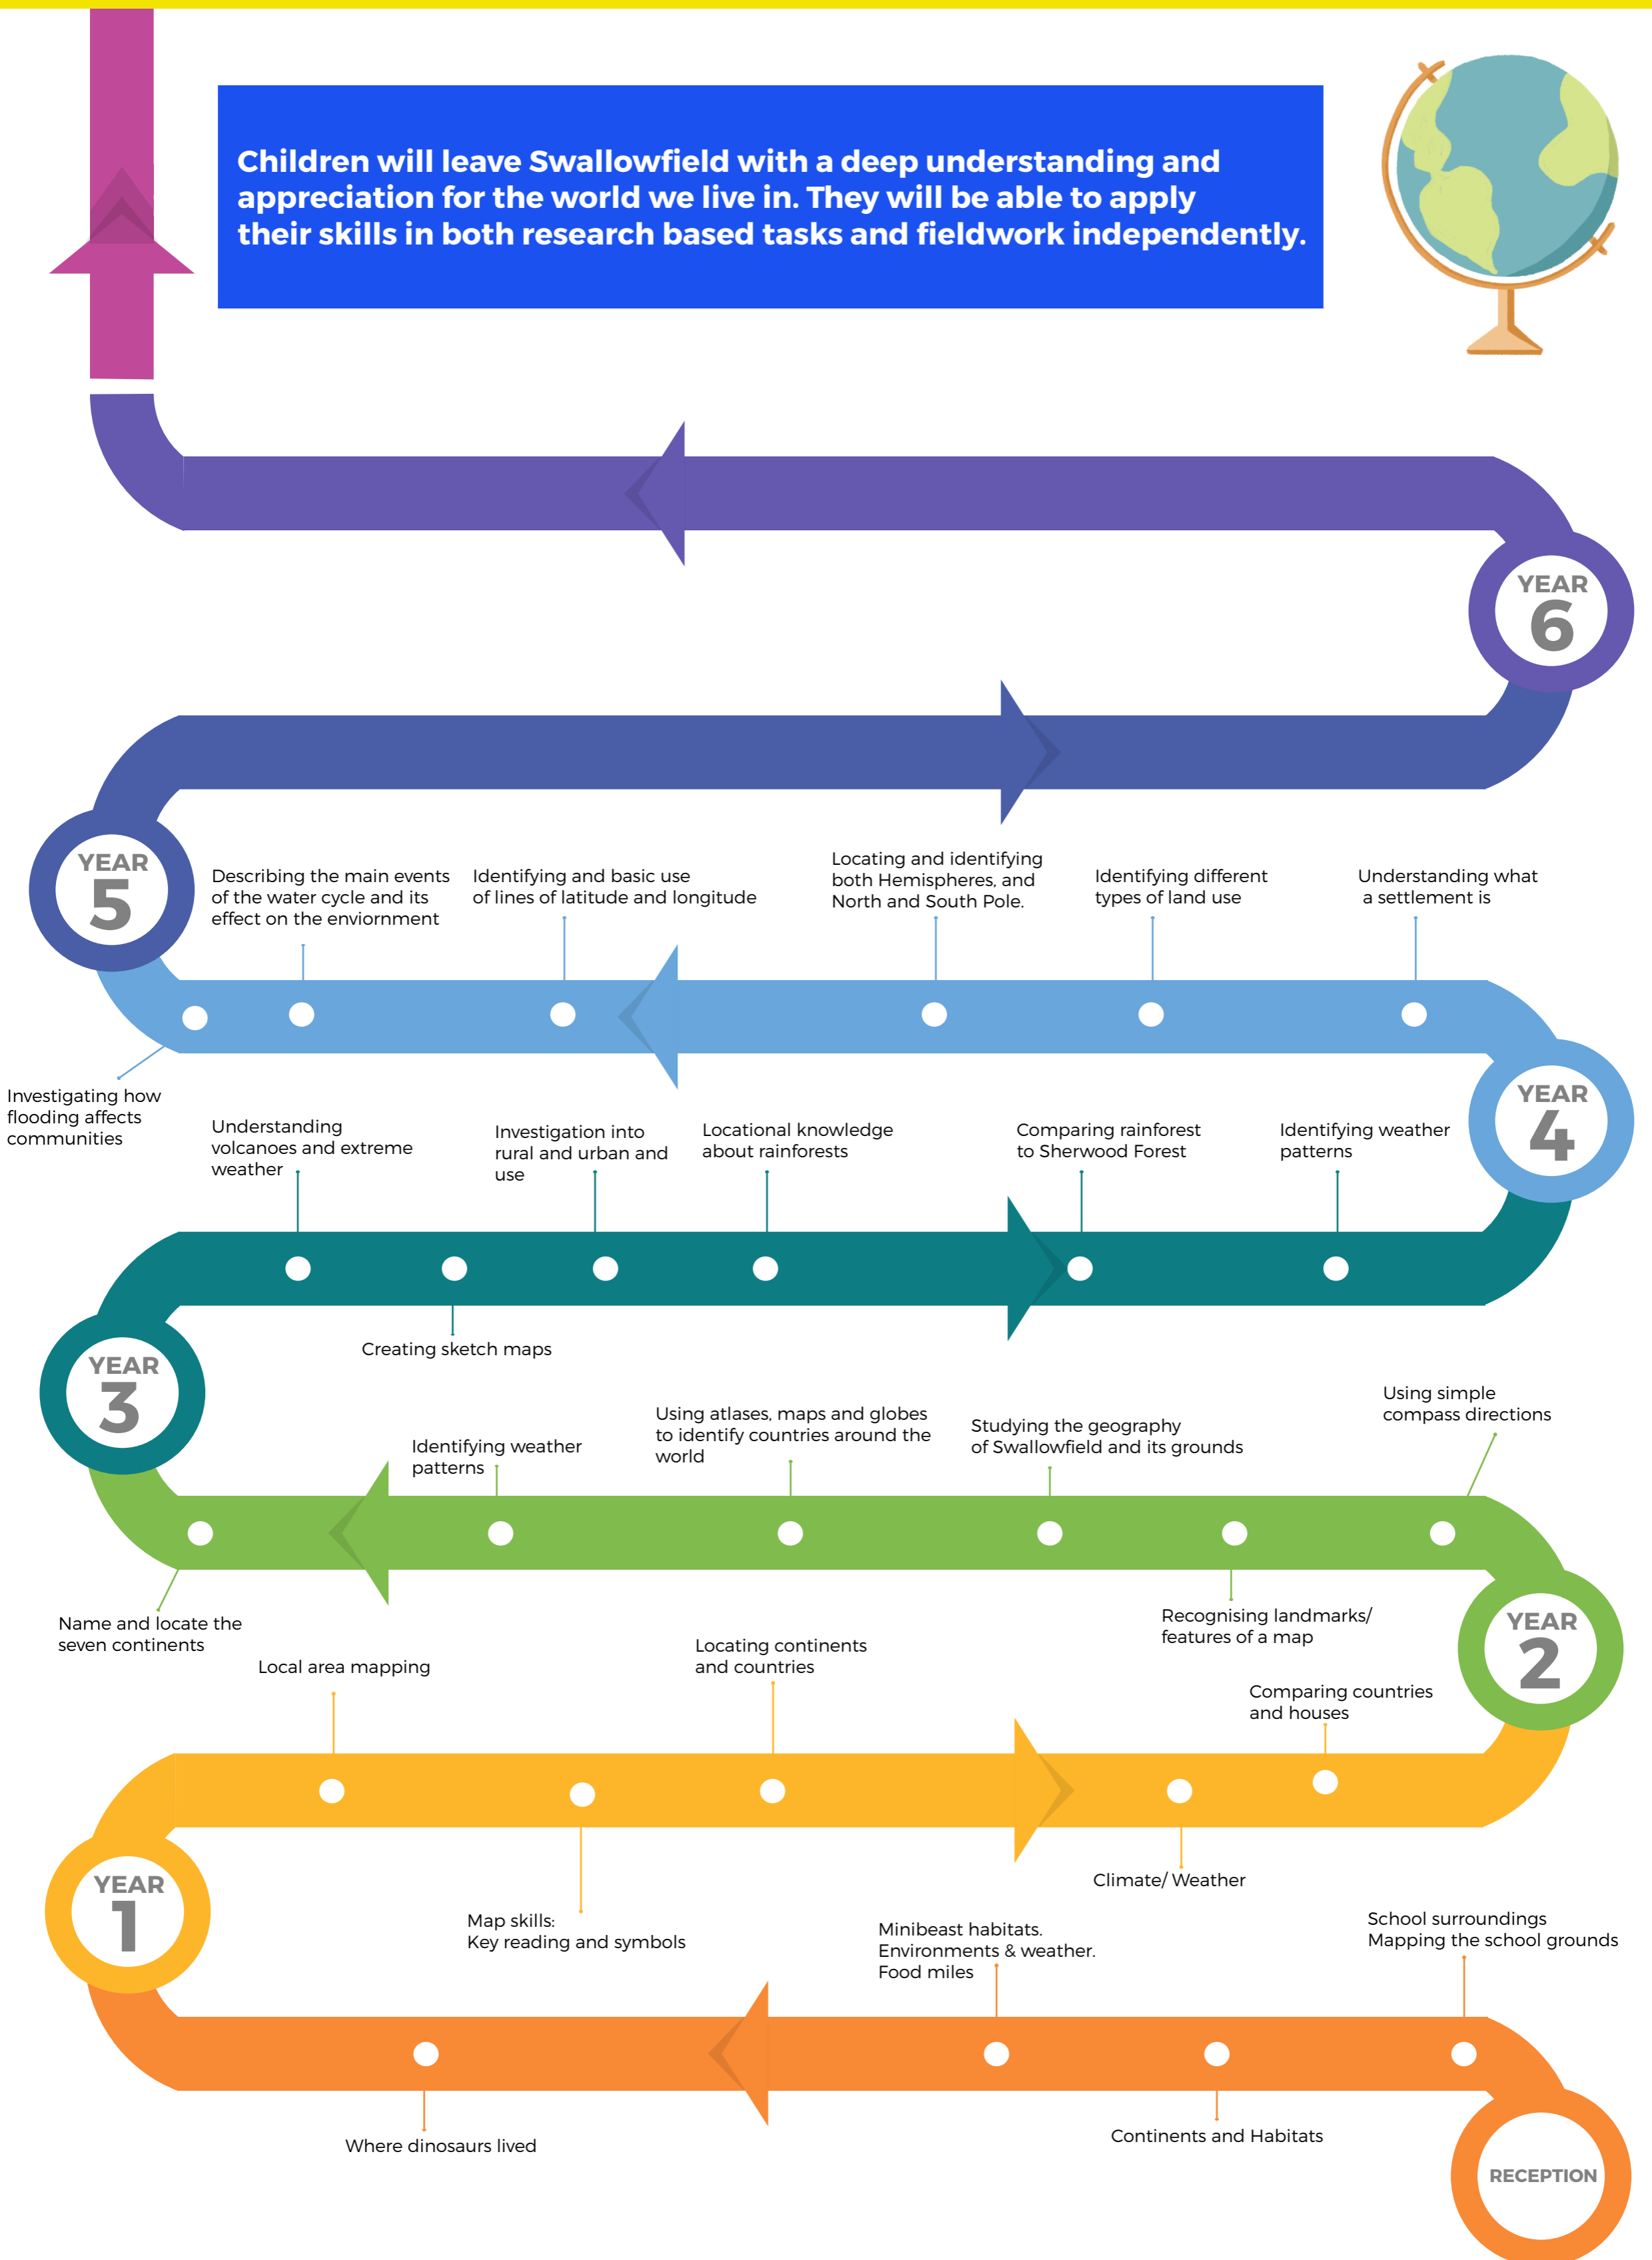 Children will leave Swallowfield with a deep understanding and
appreciation for the world we live in. They will be able to apply
their skills in both research based tasks and fieldwork independently.
YEAR
6
YEAR
5
Describing the main events
of the water cycle and its
effect on the enviornment
Identifying and basic use
of lines of latitude and longitude
Locating and identifying
both Hemispheres, and
North and South Pole.
Identifying different
types of land use
Understanding what
a settlement is
Investigating how
flooding affects
communities
YEAR
4
Understanding
volcanoes and extreme
weather
Investigation into
rural and urban and
use
Locational knowledge
about rainforests
Comparing rainforest
to Sherwood Forest
Identifying weather
patterns
Creating sketch maps
YEAR
3
Identifying weather
patterns
Using atlases, maps and globes
to identify countries around the
world
Studying the geography
of Swallowfield and its grounds
Using simple
compass directions
Name and locate the
seven continents
Recognising landmarks/
features of a map
YEAR
2
Local area mapping
Locating continents
and countries
Comparing countries
and houses
YEAR
1
Map skills:
Key reading and symbols
Climate/ Weather
Minibeast habitats.
Environments & weather.
Food miles
School surroundings
Mapping the school grounds
Where dinosaurs lived
Continents and Habitats
RECEPTION